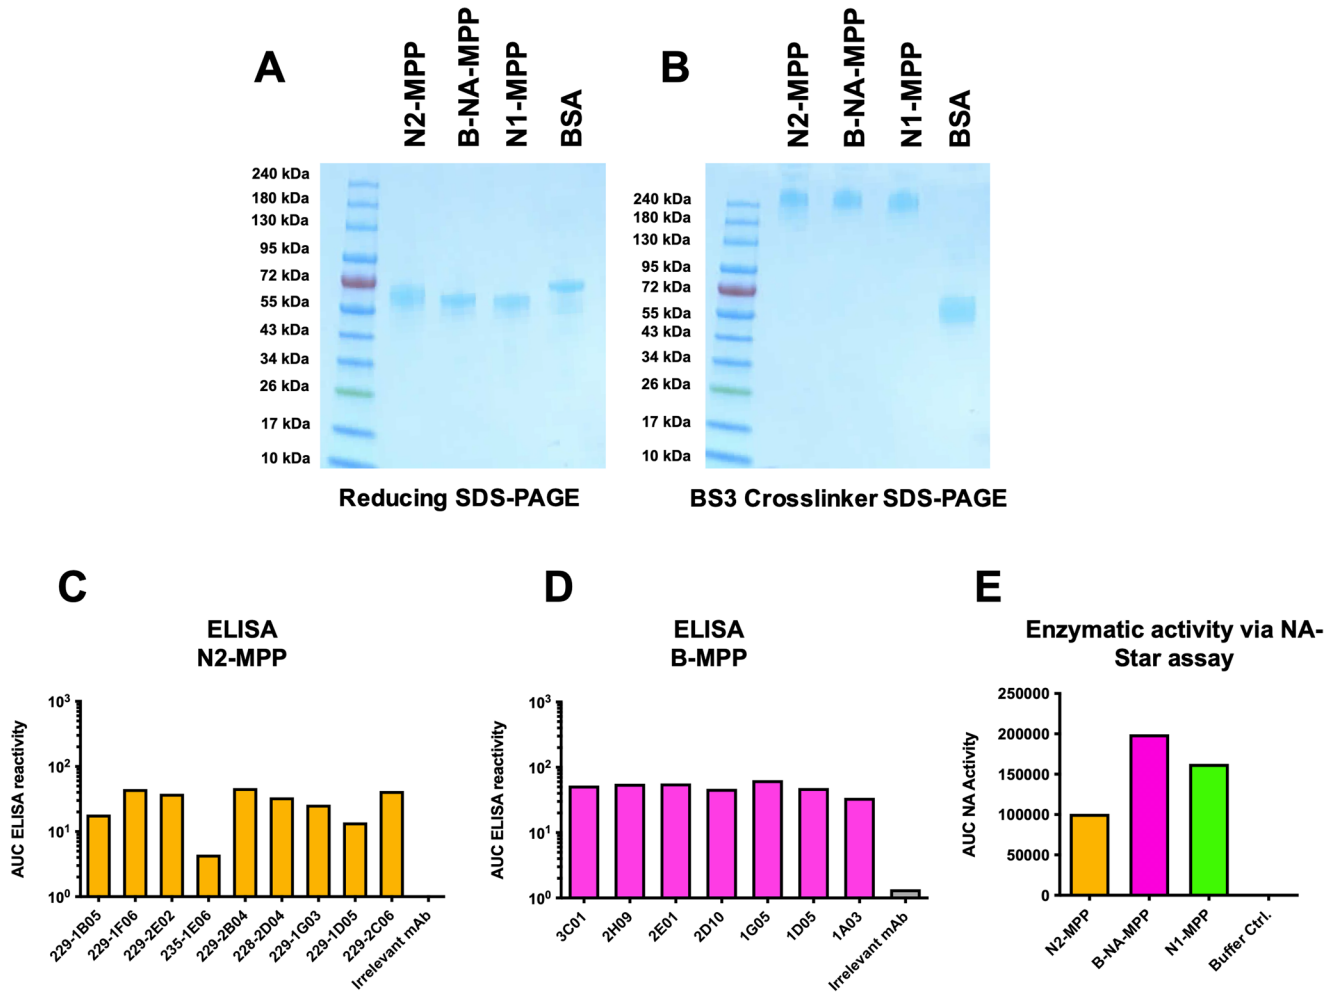 A
N2-MPP
B-NA-MPP
N1-MPP
BSA
240 kDa
180 kDa
130 kDa
95 kDa
72 kDa
55 kDa
43 kDa
34 kDa
26 kDa
17 kDa
10 kDa
Reducing SDS-PAGE
B
N2-MPP
B-NA-MPP
N1-MPP
BSA
240 kDa
180 kDa
130 kDa
95 kDa
72 kDa
55 kDa
43 kDa
34 kDa
26 kDa
17 kDa
10 kDa
BS3 Crosslinker SDS-PAGE
C
ELISA
N2-MPP
AUC ELISA reactivity
10³
10²
10¹
10⁰
229-1B05
229-1F06
229-2E02
235-1E06
229-2B04
228-2D04
229-1G03
229-1D05
229-2C06
Irrelevant mAb
D
ELISA
B-MPP
AUC ELISA reactivity
10³
10²
10¹
10⁰
3C01
2H09
2E01
2D10
1G05
1D05
1A03
Irrelevant mAb
E
Enzymatic activity via NA-
Star assay
AUC NA Activity
250000
200000
150000
100000
50000
0
N2-MPP
B-NA-MPP
N1-MPP
Buffer Ctrl.